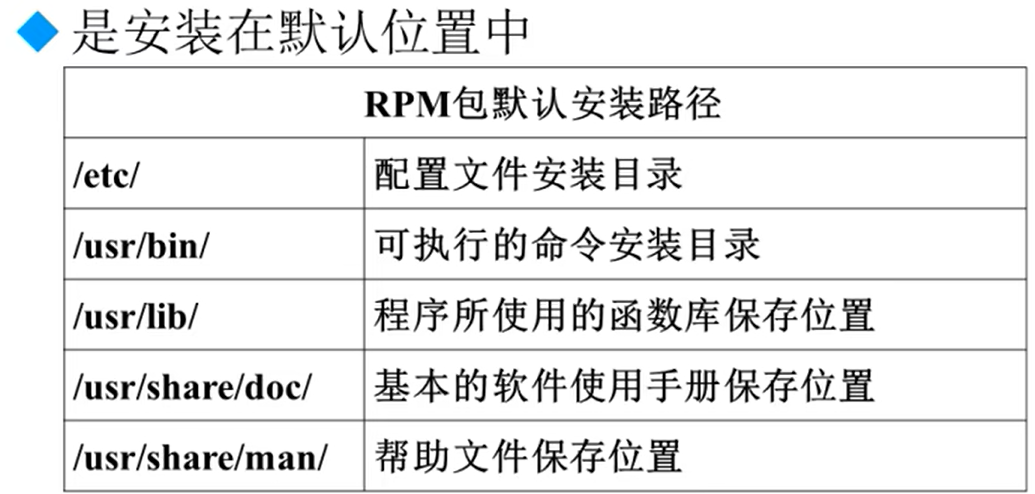 是安装在默认位置中
RPM包默认安装路径
/etc/ 配置文件安装目录
/usr/bin/ 可执行的命令安装目录
/usr/lib/ 程序所使用的函数库保存位置
/usr/share/doc/ 基本的软件使用手册保存位置
/usr/share/man/ 帮助文件保存位置